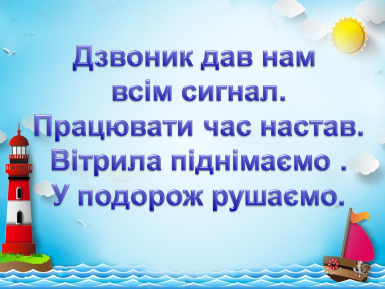 Дзвоник дав нам
всім сигнал.
Працювати час настав.
Вітрила піднімаємо .
У подорож рушаємо.